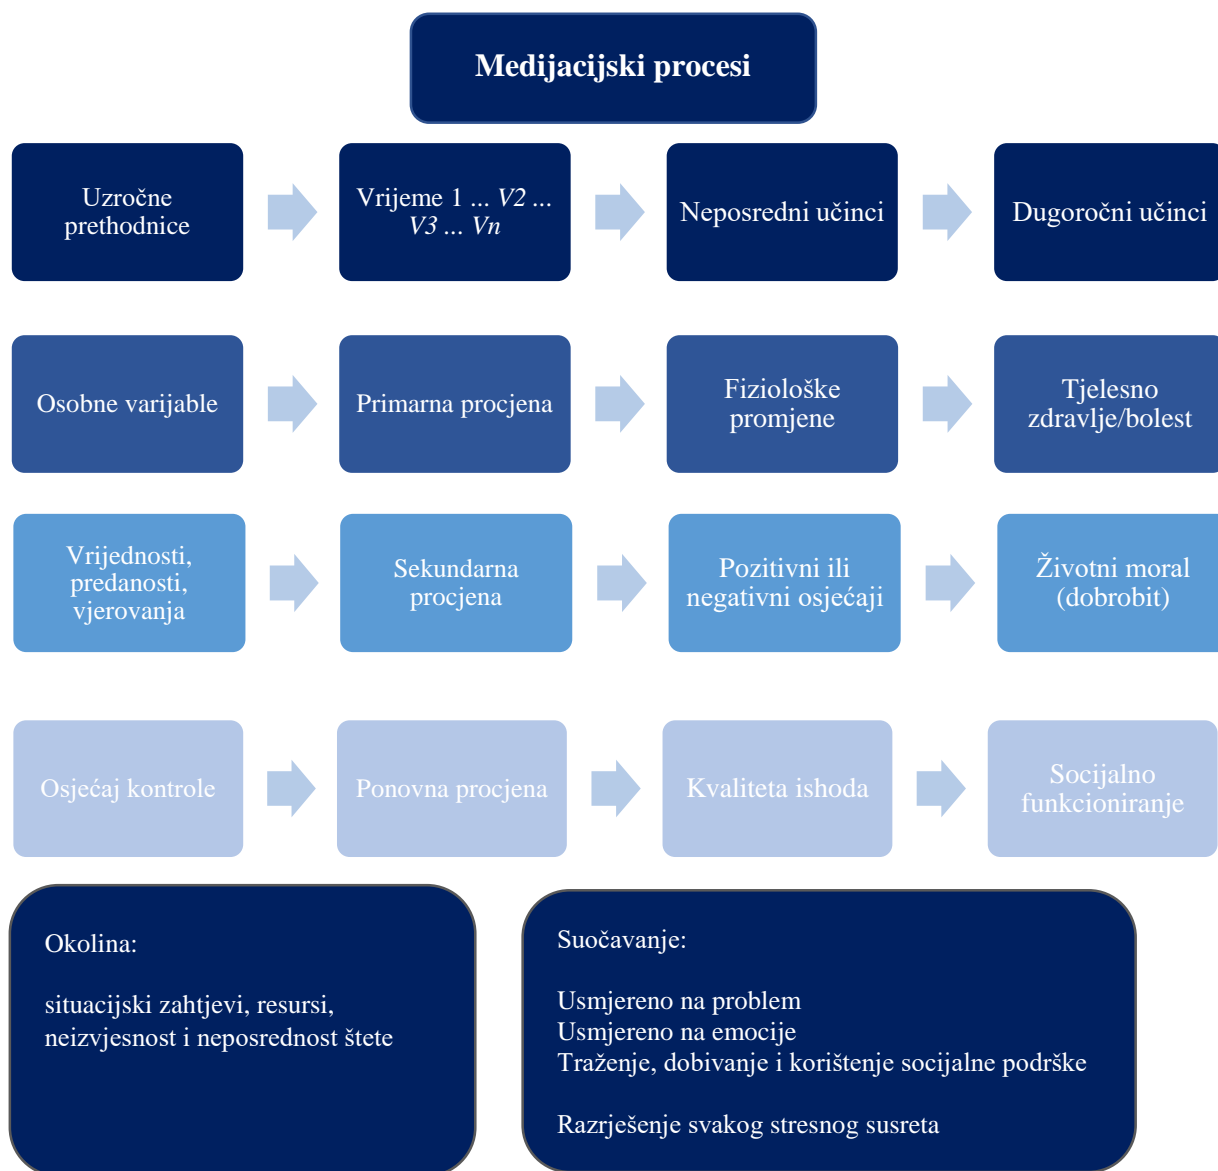 Medijacijski procesi
Uzročne
prethodnice
Vrijeme 1 ... V2 ...
V3 ... Vn
Neposredni učinci
Dugoročni učinci
Osobne varijable
Primarna procjena
Fiziološke
promjene
Tjelesno
zdravlje/bolest
Vrijednosti,
predanosti,
vjerovanja
Sekundarna
procjena
Pozitivni ili
negativni osjećaji
Životni moral
(dobrobit)
Osjećaj kontrole
Ponovna procjena
Kvaliteta ishoda
Socijalno
funkcioniranje
Okolina:
situacijski zahtjevi, resursi,
neizvjesnost i neposrednost štete
Suočavanje:
Usmjereno na problem
Usmjereno na emocije
Traženje, dobivanje i korištenje socijalne podrške
Razrješenje svakog stresnog susreta